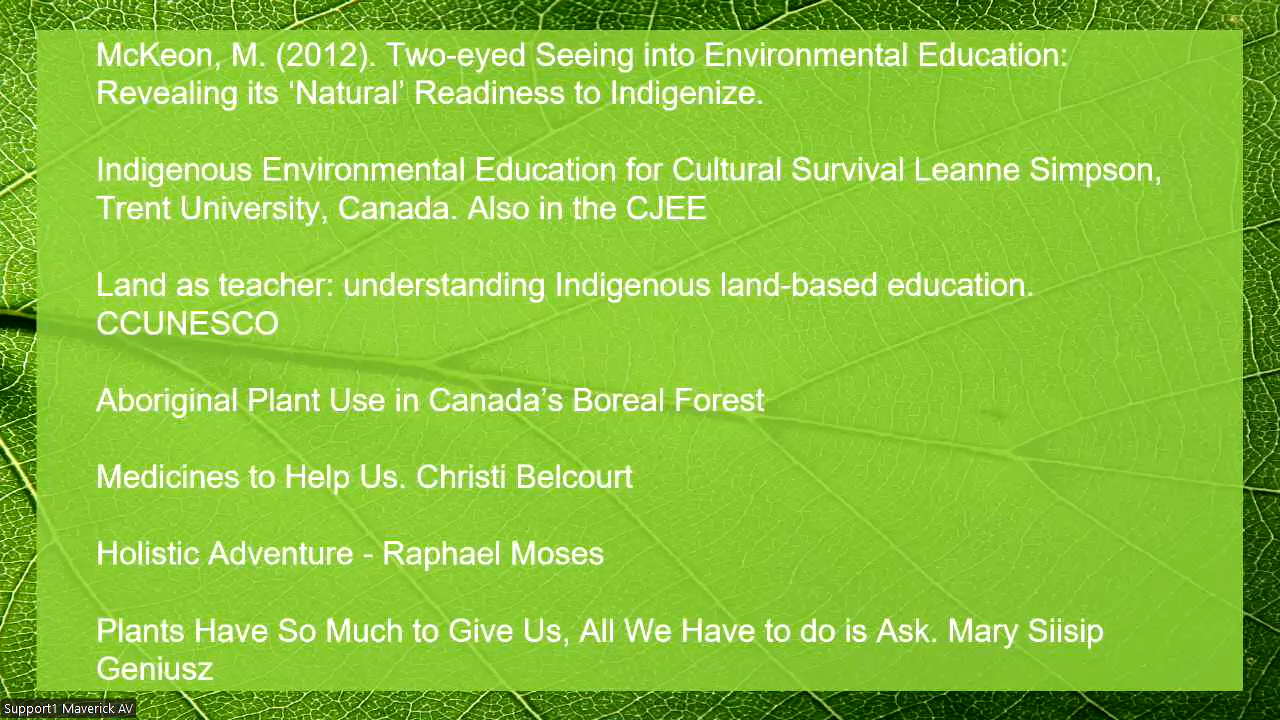 McKeon, M. (2012). Two-eyed Seeing into Environmental Education:
Revealing its ‘Natural’ Readiness to Indigenize.
Indigenous Environmental Education for Cultural Survival Leanne Simpson,
Trent University, Canada. Also in the CJEE
Land as teacher: understanding Indigenous land-based education.
CCUNESCO
Aboriginal Plant Use in Canada’s Boreal Forest
Medicines to Help Us. Christi Belcourt
Holistic Adventure - Raphael Moses
Plants Have So Much to Give Us, All We Have to do is Ask. Mary Siisip
Geniusz
Support1 Maverick AV